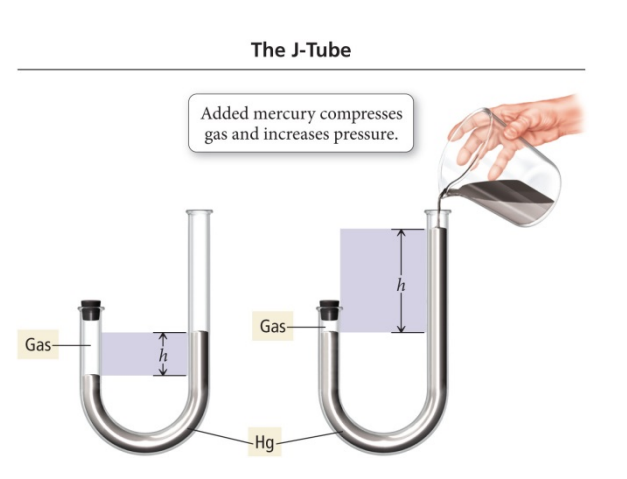 The J-Tube
Added mercury compresses
gas and increases pressure.
h
Gas
Gas
h
Hg